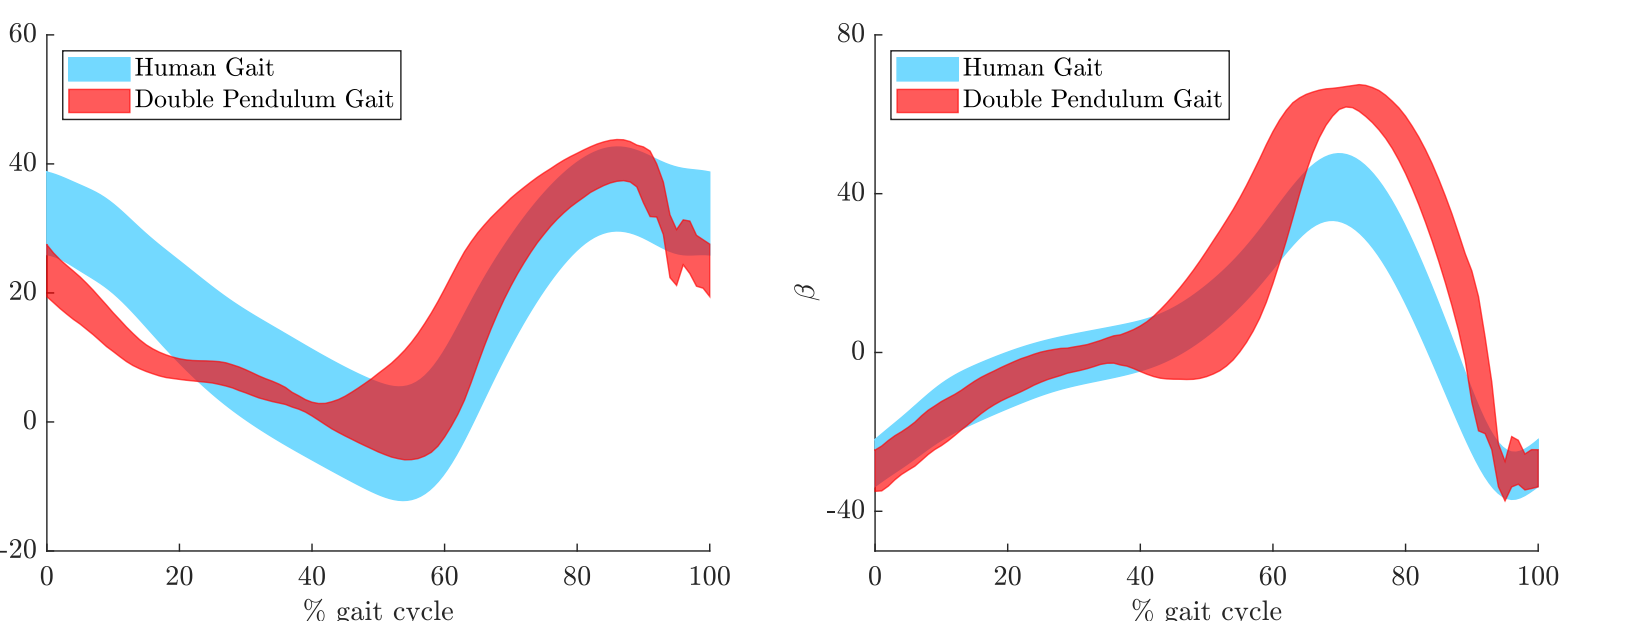 60
40
20
0
-20
0 20 40 60 80 100
% gait cycle
Human Gait
Double Pendulum Gait
80
40
0
-40
β
0 20 40 60 80 100
% gait cycle
Human Gait
Double Pendulum Gait